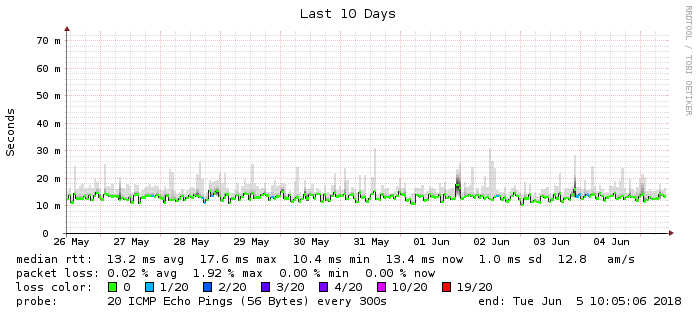 Last 10 Days
RRDTOOL / TOBI OETIKER
Seconds
70 m
60 m
50 m
40 m
30 m
20 m
10 m
0
26 May 27 May 28 May 29 May 30 May 31 May 01 Jun 02 Jun 03 Jun 04 Jun
median rtt: 13.2 ms avg 17.6 ms max 10.4 ms min 13.4 ms now 1.0 ms sd 12.8 am/s
packet loss: 0.02 % avg 1.92 % max 0.00 % min 0.00 % now
loss color: 0 1/20 2/20 3/20 4/20 10/20 19/20
probe: 20 ICMP Echo Pings (56 Bytes) every 300s end: Tue Jun 5 10:05:06 2018